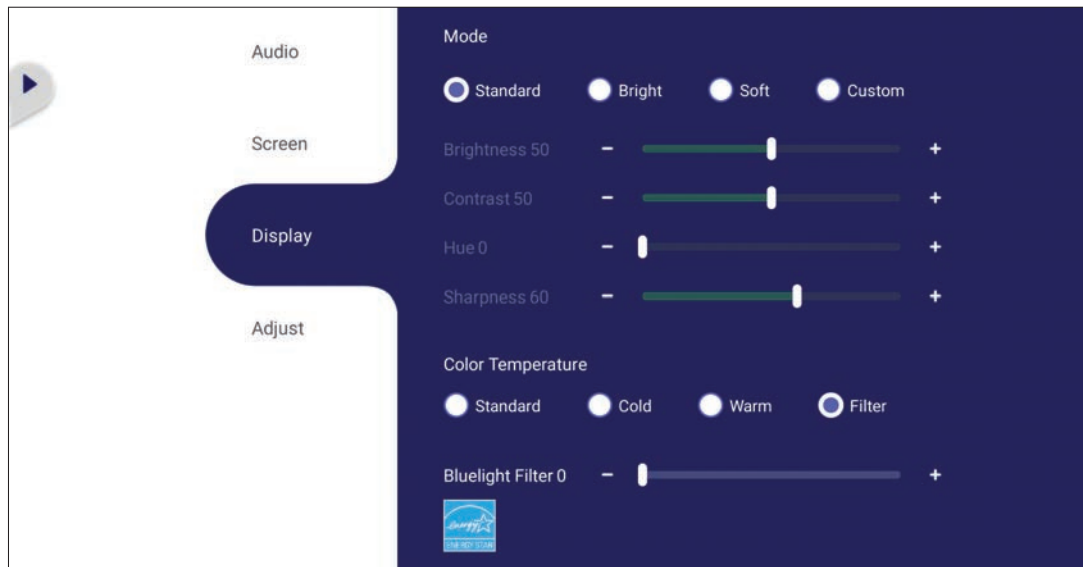 Audio
Screen
Display
Adjust
Mode
Standard Bright Soft Custom
Brightness 50 - +
Contrast 50 - +
Hue 0 - +
Sharpness 60 - +
Color Temperature
Standard Cold Warm Filter
Bluelight Filter 0 - +
energy
ENERGY STAR